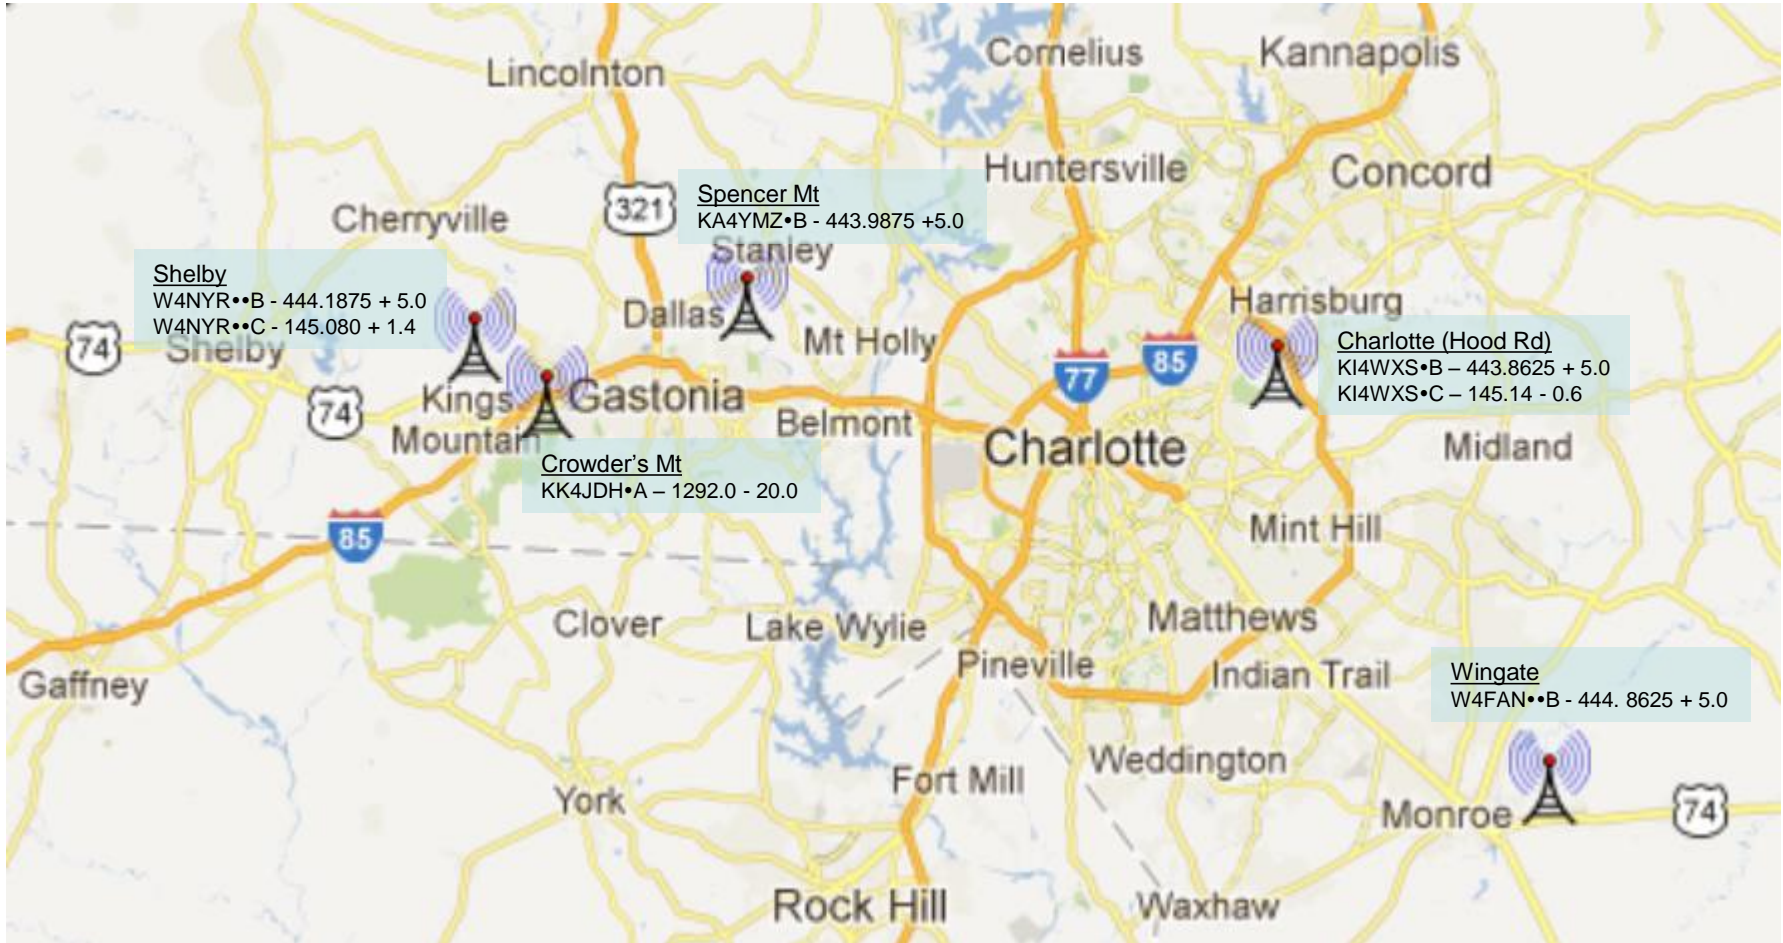 Cornelius
Kannapolis
Lincolnton
Huntersville
Concord
Spencer Mt
KA4YMZ•B - 443.9875 +5.0
321
Cherryville
Stanley
Shelby
W4NYR••B - 444.1875 + 5.0
W4NYR••C - 145.080 + 1.4
Harrisburg
Dallas
Mt Holly
74
Shelby
Charlotte (Hood Rd)
KI4WXS•B – 443.8625 + 5.0
KI4WXS•C – 145.14 - 0.6
85
77
74
Kings
Mountain
Gastonia
Belmont
Charlotte
Midland
Crowder's Mt
KK4JDH•A – 1292.0 - 20.0
85
Mint Hill
Clover
Lake Wylie
Matthews
Pineville
Indian Trail
Gaffney
Wingate
W4FAN••B - 444. 8625 + 5.0
Weddington
Fort Mill
York
Monroe
74
Rock Hill
Waxhaw